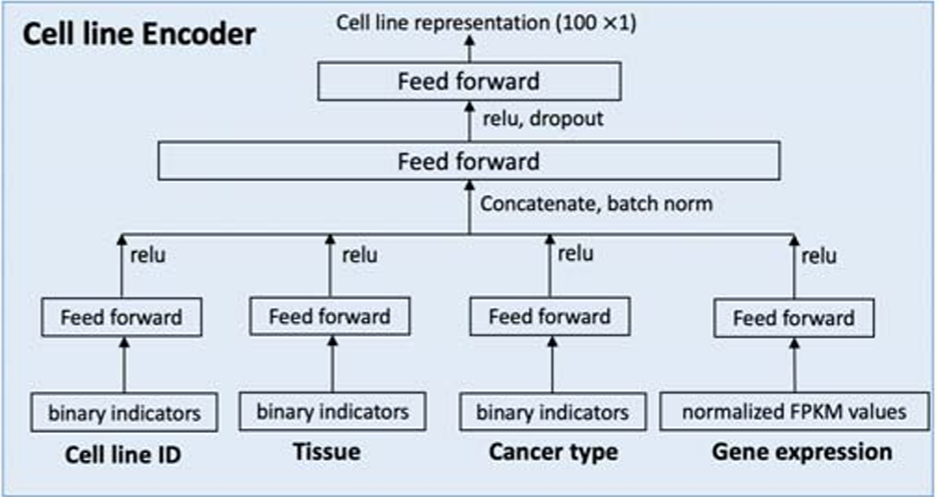 Cell line Encoder
Cell line representation (100 ×1)
Feed forward
relu, dropout
Feed forward
Concatenate, batch norm
relu relu relu relu
Feed forward Feed forward Feed forward Feed forward
binary indicators binary indicators binary indicators normalized FPKM values
Cell line ID Tissue Cancer type Gene expression